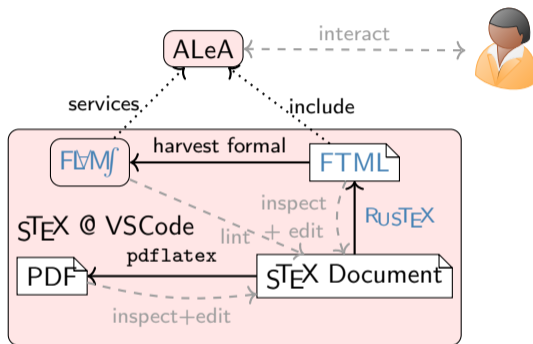 interact
ALeA
services
include
FLⱯM∫
harvest formal
FTML
inspect
+ edit
RUSTEX
STEX @ VSCode
lint
pdflatex
PDF
STEX Document
inspect+edit